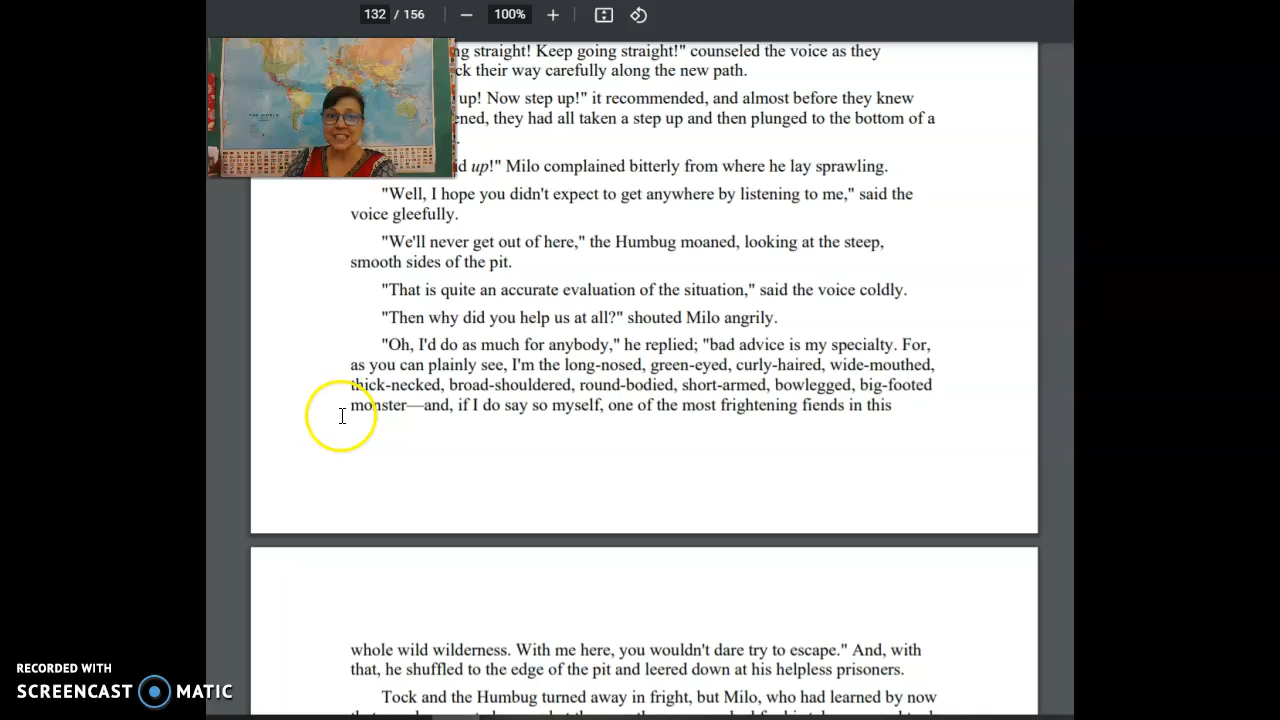 132 / 156
100%
ng straight! Keep going straight!" counseled the voice as they
ck their way carefully along the new path.
up! Now step up!" it recommended, and almost before they knew
ened, they had all taken a step up and then plunged to the bottom of a
.
id up!" Milo complained bitterly from where he lay sprawling.
"Well, I hope you didn't expect to get anywhere by listening to me," said the
voice gleefully.
"We'll never get out of here," the Humbug moaned, looking at the steep,
smooth sides of the pit.
"That is quite an accurate evaluation of the situation," said the voice coldly.
"Then why did you help us at all?" shouted Milo angrily.
"Oh, I'd do as much for anybody," he replied; "bad advice is my specialty. For,
as you can plainly see, I'm the long-nosed, green-eyed, curly-haired, wide-mouthed,
thick-necked, broad-shouldered, round-bodied, short-armed, bowlegged, big-footed
monster—and, if I do say so myself, one of the most frightening fiends in this
whole wild wilderness. With me here, you wouldn't dare try to escape." And, with
that, he shuffled to the edge of the pit and leered down at his helpless prisoners.
Tock and the Humbug turned away in fright, but Milo, who had learned by now
THE WORLD
RECORDED WITH
SCREENCAST MATIC